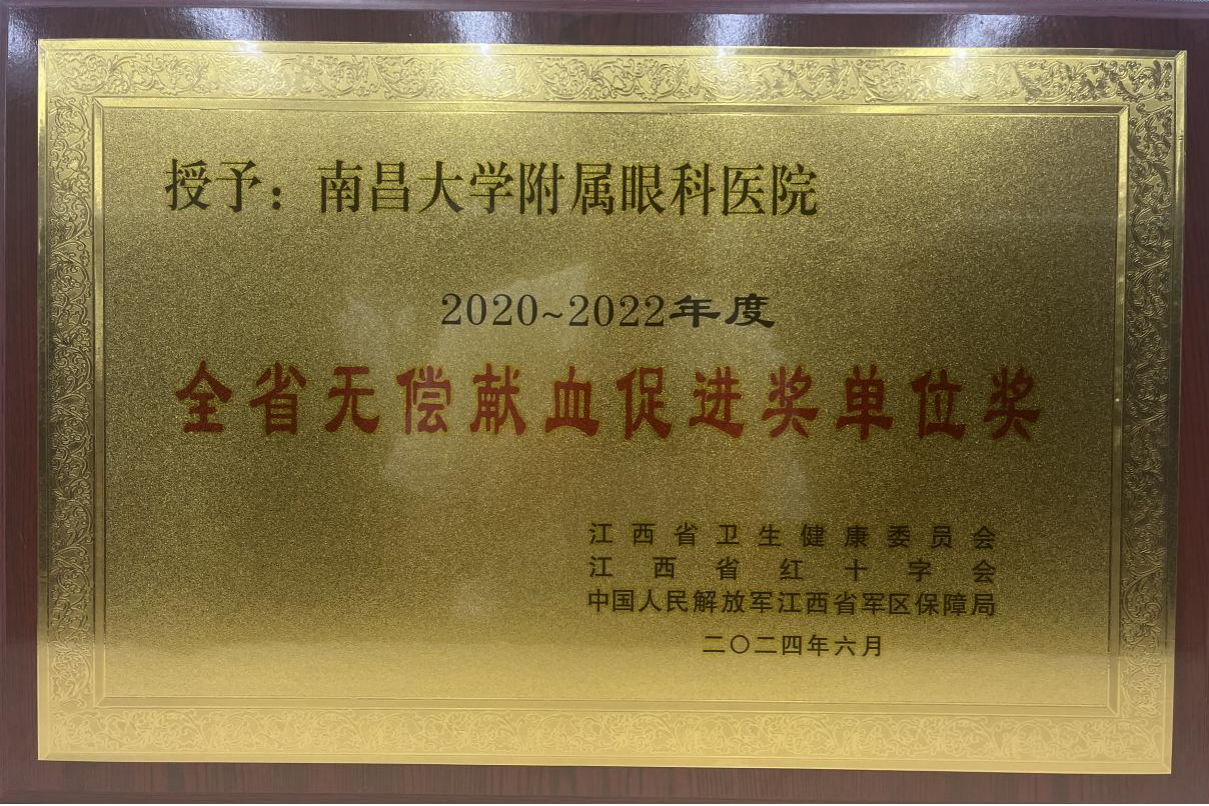 授予：南昌大学附属眼科医院
2020~2022年度
全省无偿献血促进奖单位奖
江西省卫生健康委员会
江西省红十字会
中国人民解放军江西省军区保障局
二〇二四年六月